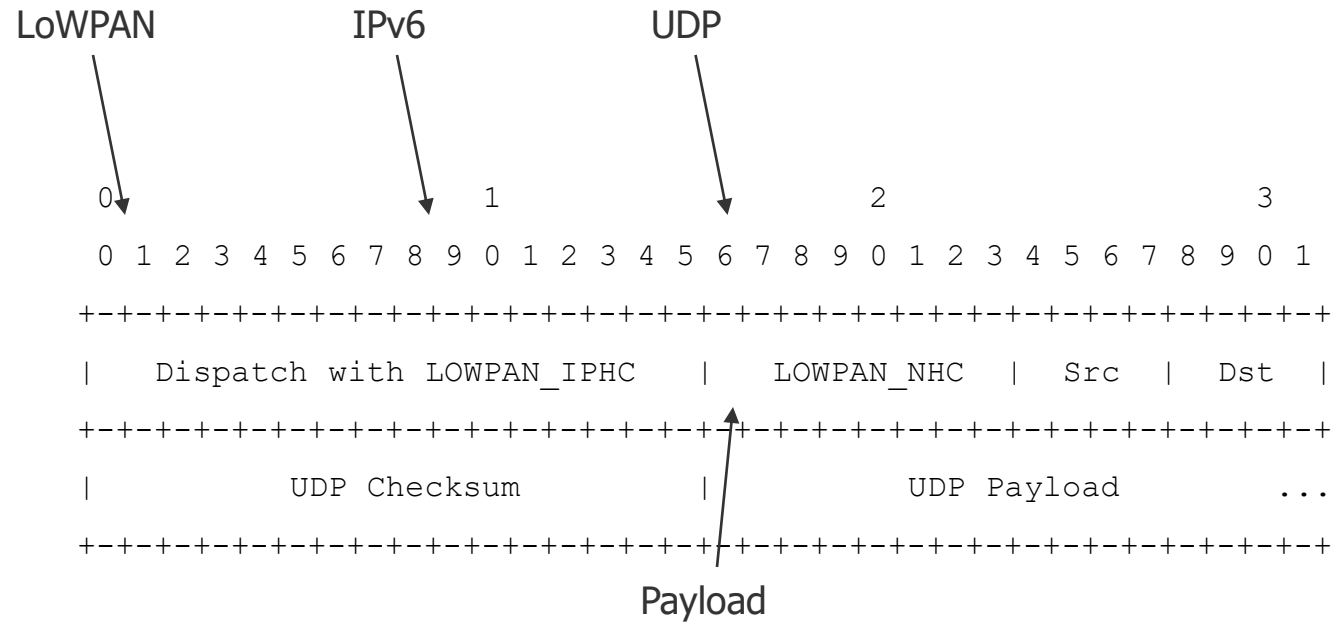 LoWPAN IPv6 UDP
0 1 2 3
0 1 2 3 4 5 6 7 8 9 0 1 2 3 4 5 6 7 8 9 0 1 2 3 4 5 6 7 8 9 0 1
+-+-+-+-+-+-+-+-+-+-+-+-+-+-+-+-+-+-+-+-+-+-+-+-+-+-+-+-+-+-+-+-+
| Dispatch with LOWPAN_IPHC | LOWPAN_NHC | Src | Dst |
+-+-+-+-+-+-+-+-+-+-+-+-+-+-+-+-+-+-+-+-+-+-+-+-+-+-+-+-+-+-+-+-+
| UDP Checksum | UDP Payload ...
+-+-+-+-+-+-+-+-+-+-+-+-+-+-+-+-+-+-+-+-+-+-+-+-+-+-+-+-+-+-+-+-+
Payload